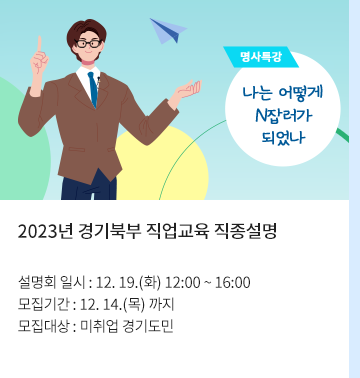 명사특강
나는 어떻게
N잡러가
되었나
2023년 경기북부 직업교육 직종설명
설명회 일시 : 12. 19.(화) 12:00 ~ 16:00
모집기간 : 12. 14.(목) 까지
모집대상 : 미취업 경기도민